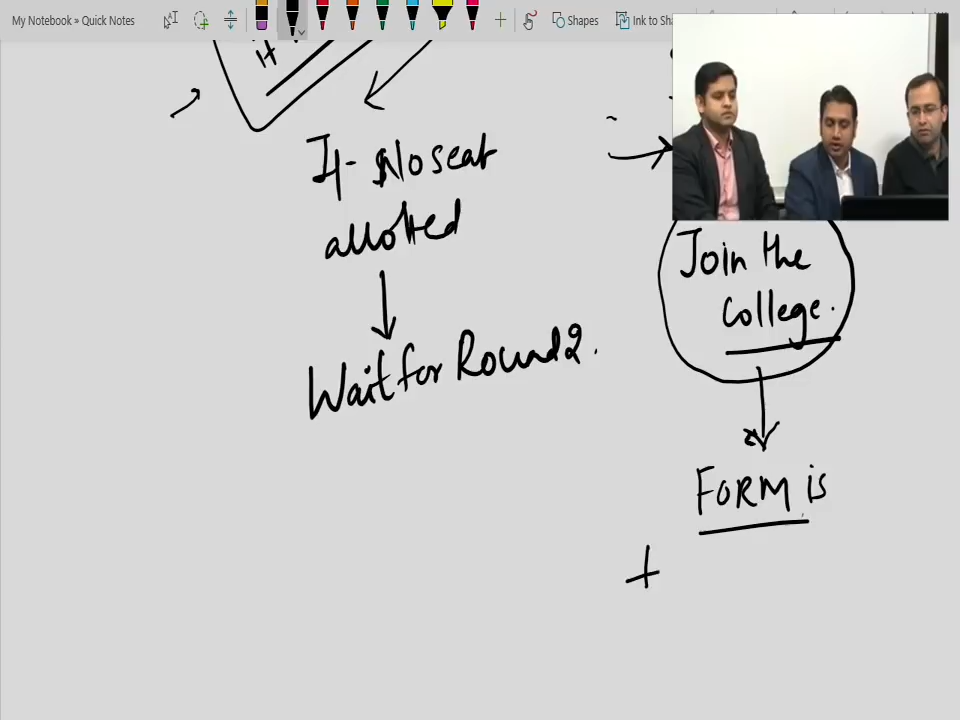 My Notebook » Quick Notes
Shapes
Ink to Sha
If No seat
allotted
Wait for Round 2.
Join the
College.
FORM is